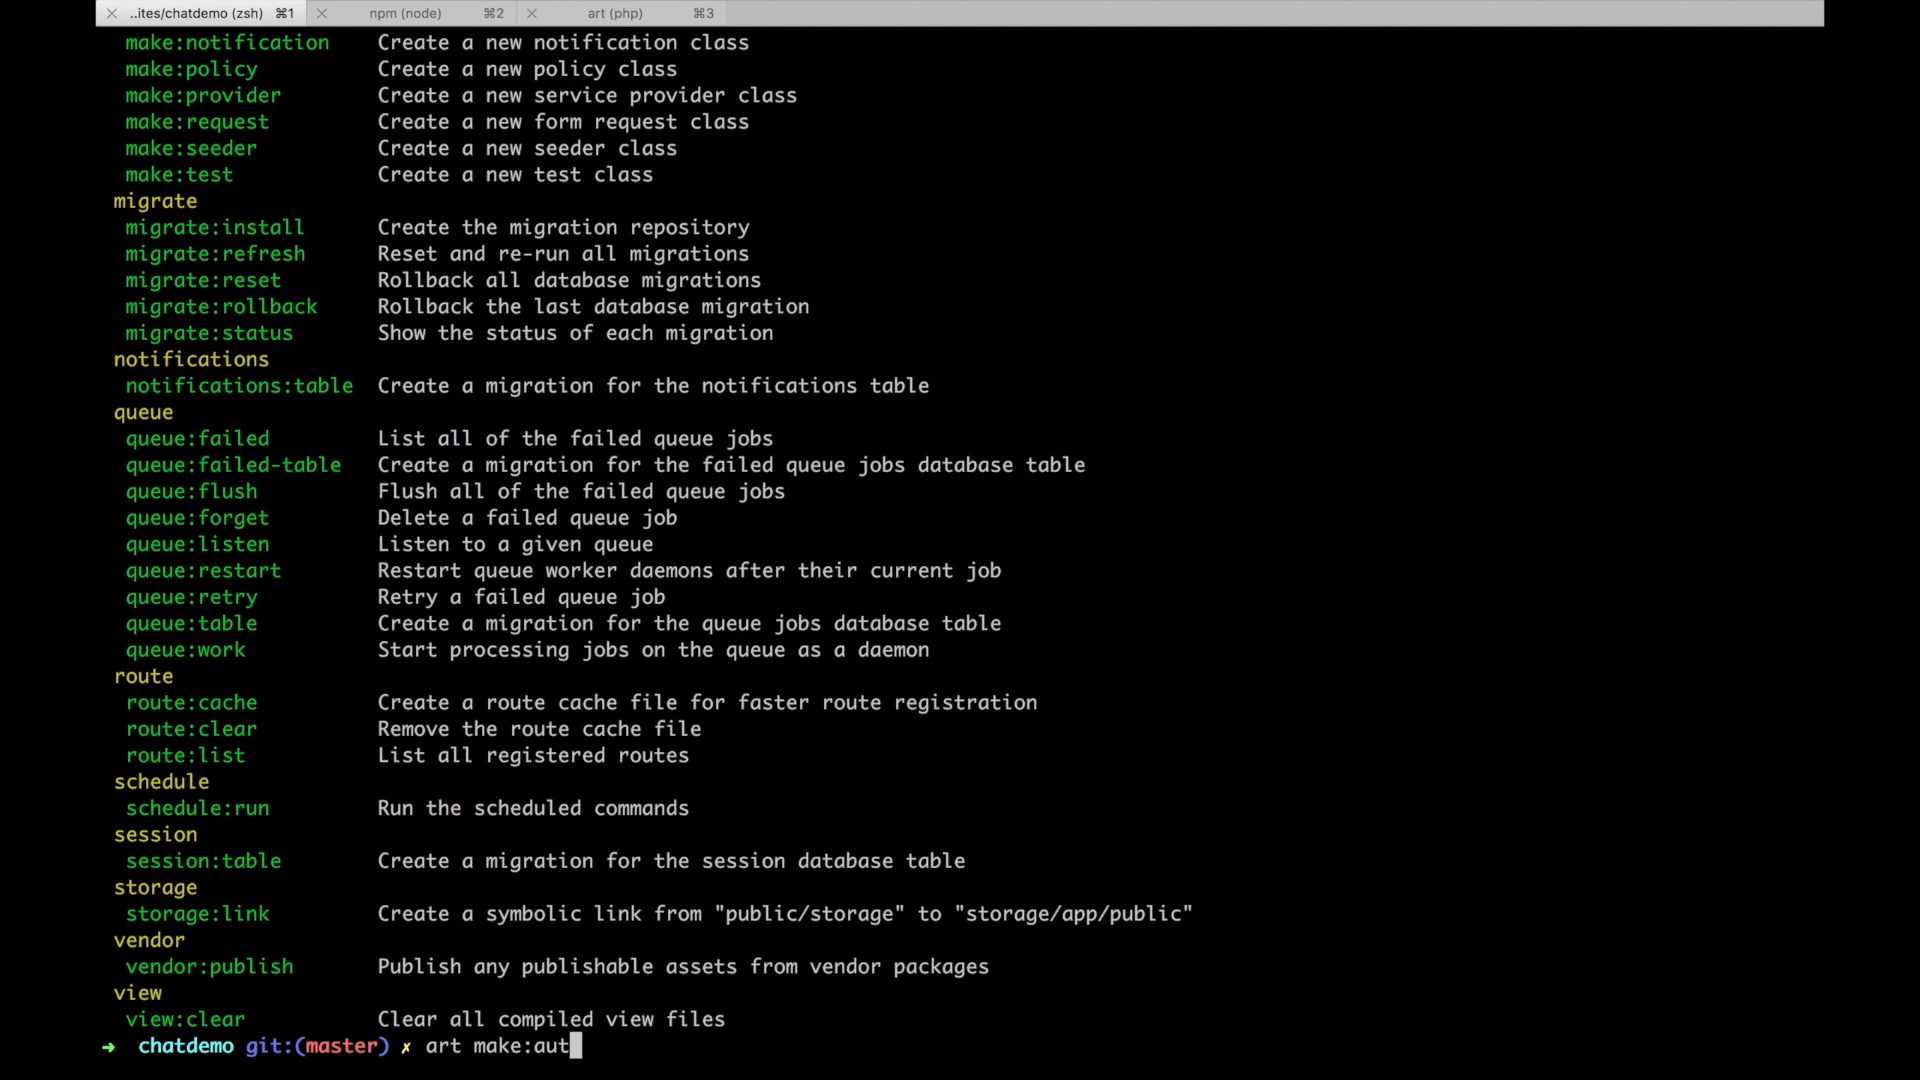 ..ites/chatdemo (zsh) ⌘1 npm (node) ⌘2 art (php) ⌘3
make:notification Create a new notification class
make:policy Create a new policy class
make:provider Create a new service provider class
make:request Create a new form request class
make:seeder Create a new seeder class
make:test Create a new test class
migrate
migrate:install Create the migration repository
migrate:refresh Reset and re-run all migrations
migrate:reset Rollback all database migrations
migrate:rollback Rollback the last database migration
migrate:status Show the status of each migration
notifications
notifications:table Create a migration for the notifications table
queue
queue:failed List all of the failed queue jobs
queue:failed-table Create a migration for the failed queue jobs database table
queue:flush Flush all of the failed queue jobs
queue:forget Delete a failed queue job
queue:listen Listen to a given queue
queue:restart Restart queue worker daemons after their current job
queue:retry Retry a failed queue job
queue:table Create a migration for the queue jobs database table
queue:work Start processing jobs on the queue as a daemon
route
route:cache Create a route cache file for faster route registration
route:clear Remove the route cache file
route:list List all registered routes
schedule
schedule:run Run the scheduled commands
session
session:table Create a migration for the session database table
storage
storage:link Create a symbolic link from "public/storage" to "storage/app/public"
vendor
vendor:publish Publish any publishable assets from vendor packages
view
view:clear Clear all compiled view files
➜ chatdemo git:(master) ✗ art make:aut